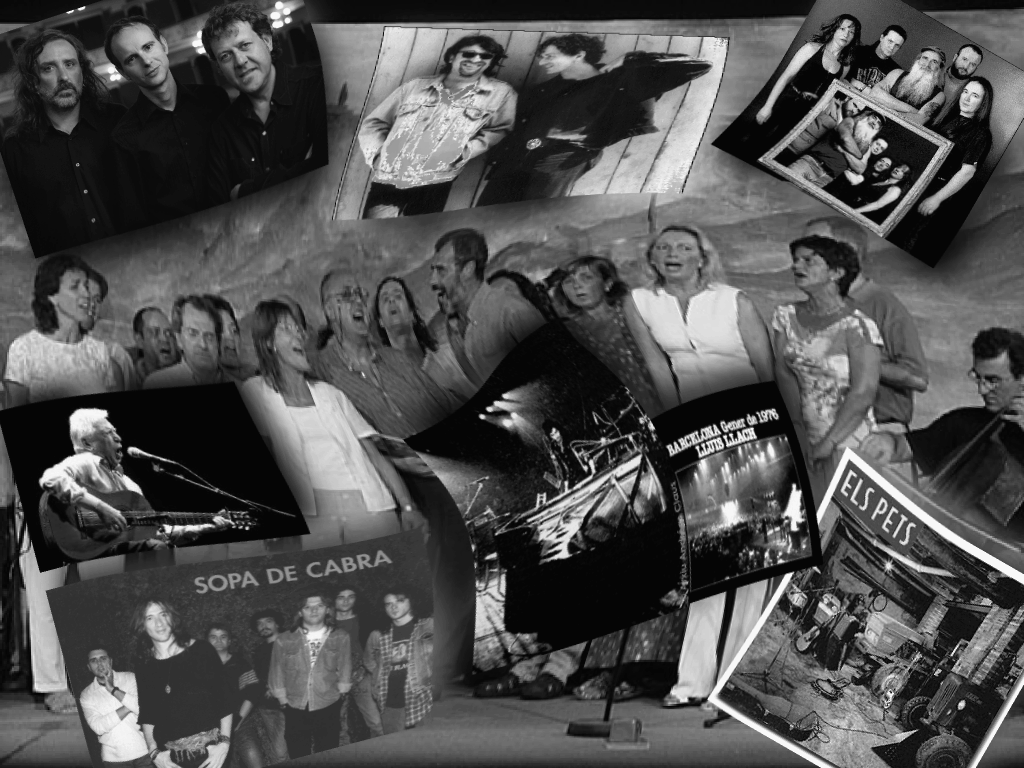 BARCELONA Gener de 1976
LLUIS LLACH
ELS PETS
SOPA DE CABRA